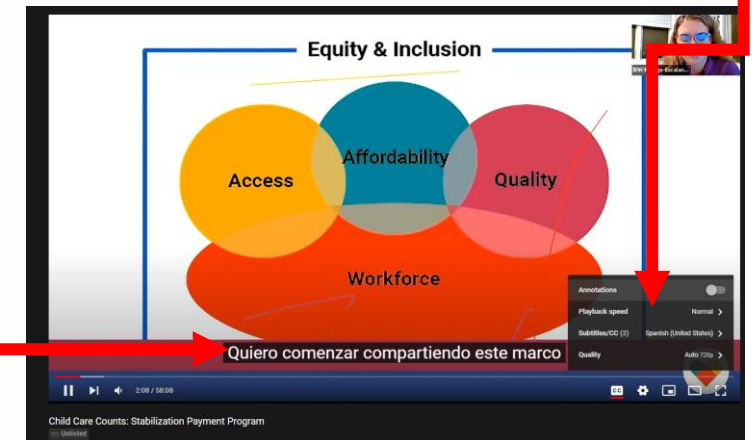 Equity & Inclusion
Affordability
Access
Quality
Workforce
Annotations
Playback speed Normal
Subtitles/CC (2) Spanish (United States)
Quality Auto 720p
Quiero comenzar compartiendo este marco
2:08 / 58:08
CC
Child Care Counts: Stabilization Payment Program
Unlisted